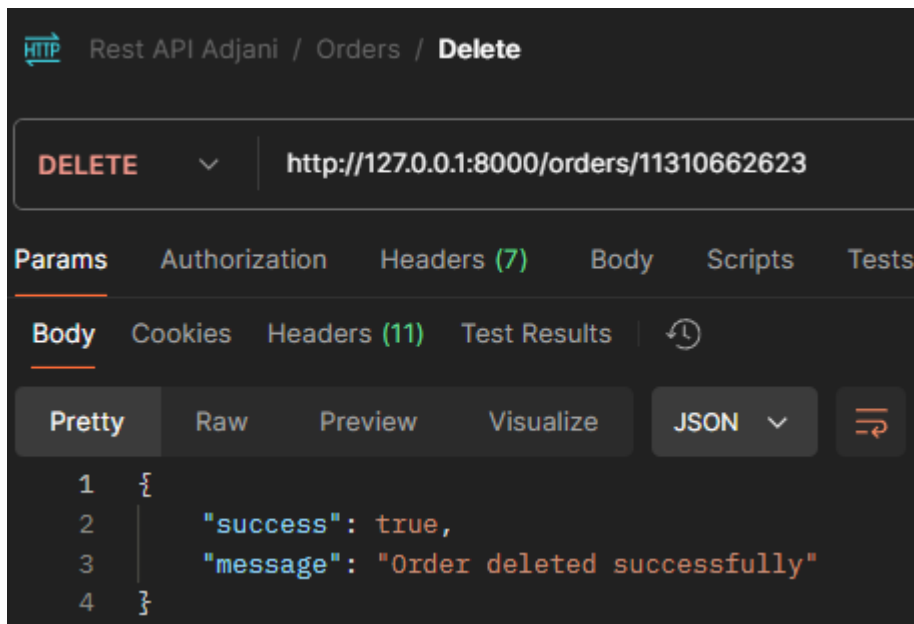 HTTP Rest API Adjani / Orders / Delete
DELETE http://127.0.0.1:8000/orders/11310662623
Params Authorization Headers (7) Body Scripts Tests
Body Cookies Headers (11) Test Results
Pretty Raw Preview Visualize JSON
1 {
2 "success": true,
3 "message": "Order deleted successfully"
4 }